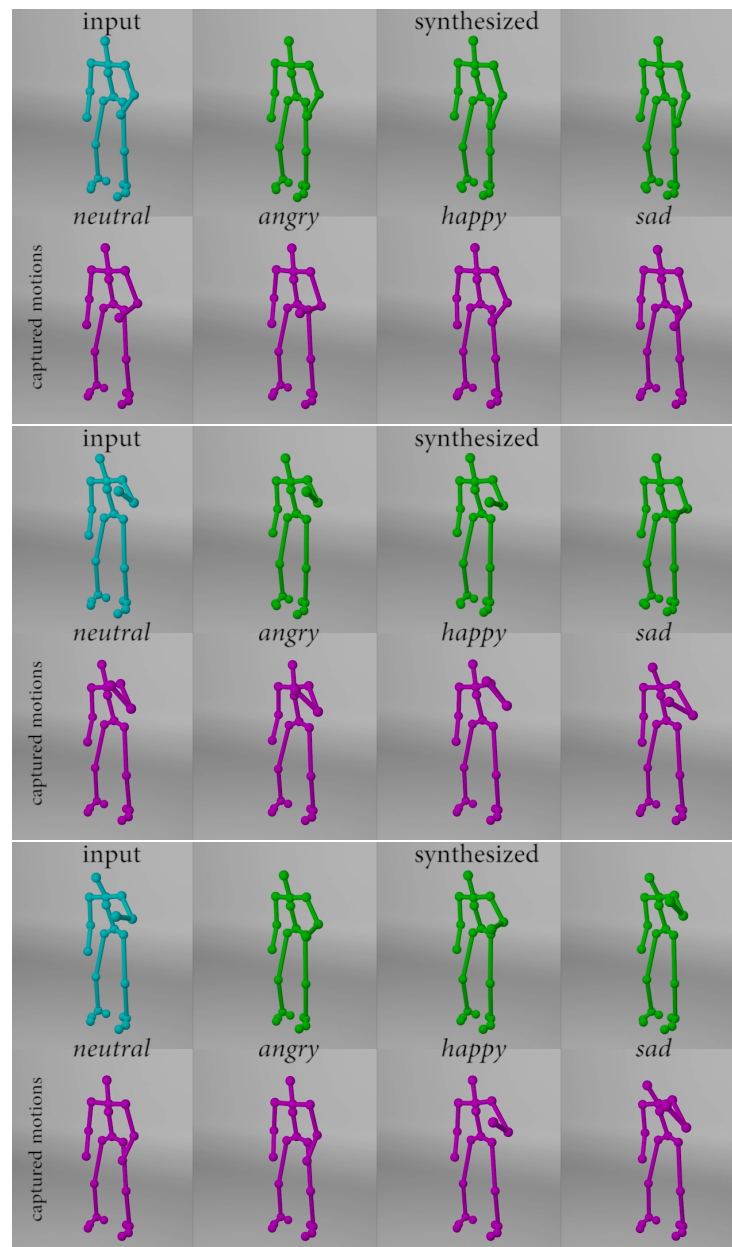 input synthesized
neutral angry happy sad
captured motions
input synthesized
neutral angry happy sad
captured motions
input synthesized
neutral angry happy sad
captured motions